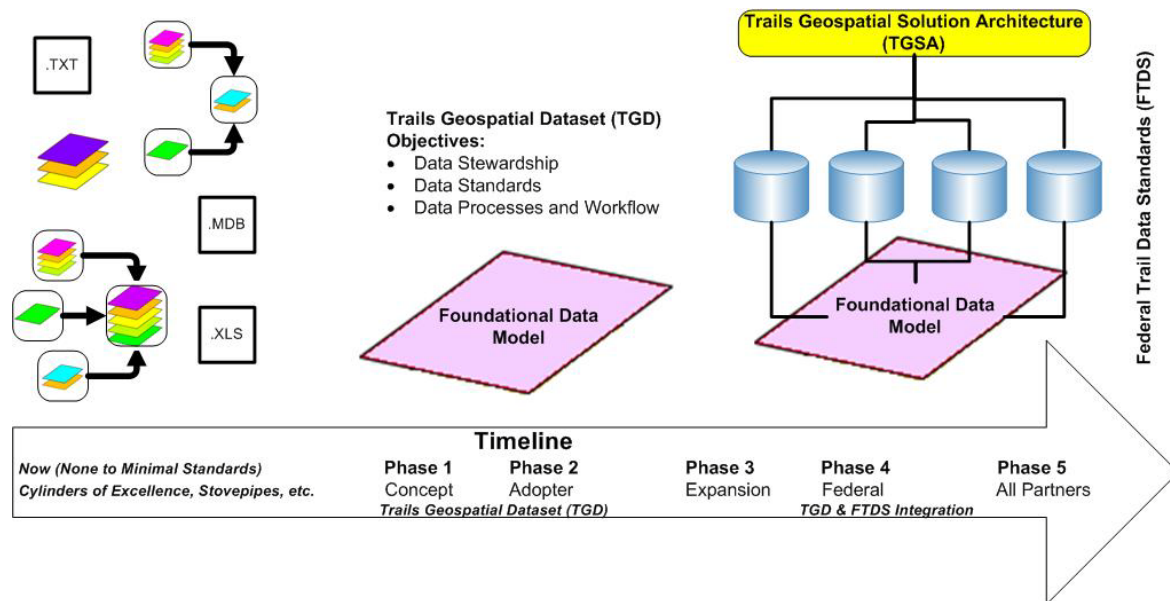 .TXT
.MDB
.XLS
Trails Geospatial Dataset (TGD)
Objectives:
• Data Stewardship
• Data Standards
• Data Processes and Workflow
Foundational Data
Model
Trails Geospatial Solution Architecture
(TGSA)
Foundational Data
Model
Federal Trail Data Standards (FTDS)
Timeline
Now (None to Minimal Standards)
Cylinders of Excellence, Stovepipes, etc.
Phase 1
Concept
Phase 2
Adopter
Trails Geospatial Dataset (TGD)
Phase 3
Expansion
Phase 4
Federal
TGD & FTDS Integration
Phase 5
All Partners